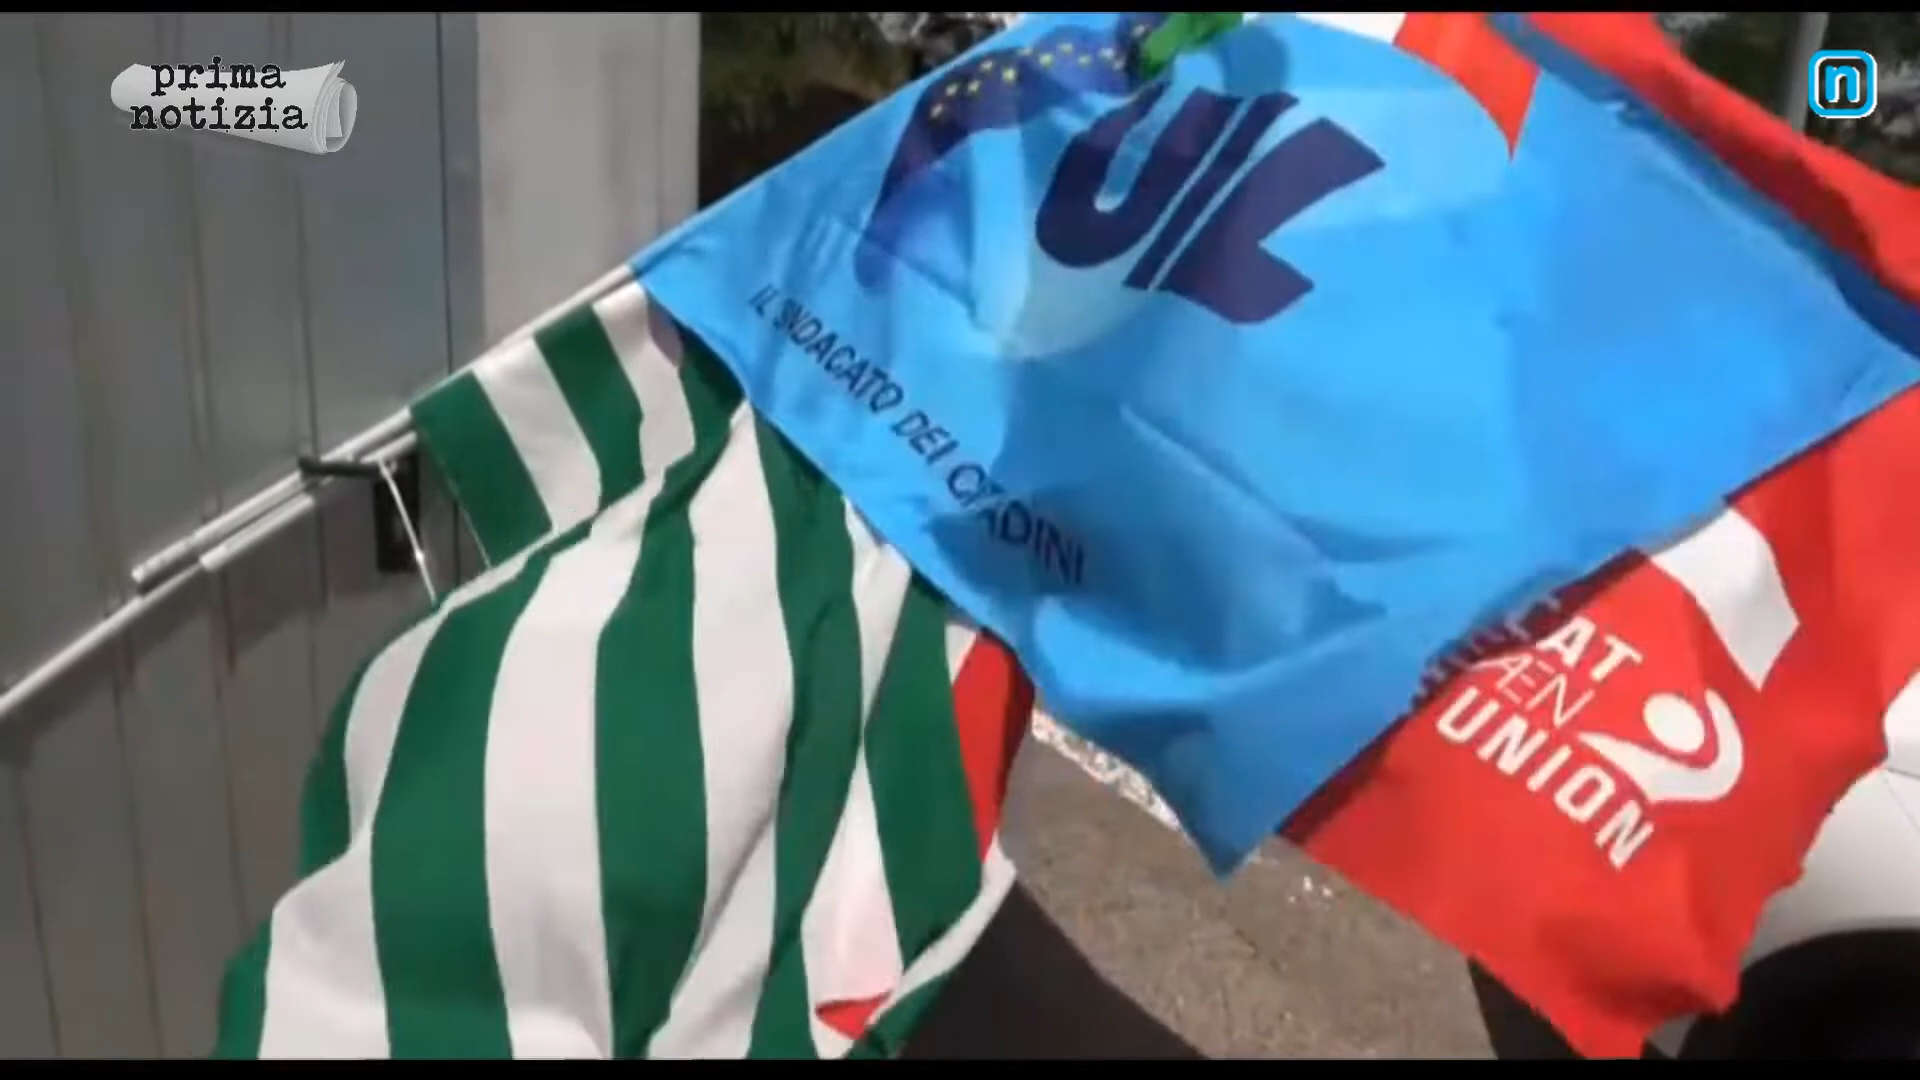 prima
notizia
n
UIL
IL SINDACATO DEI CITTADINI
UNION